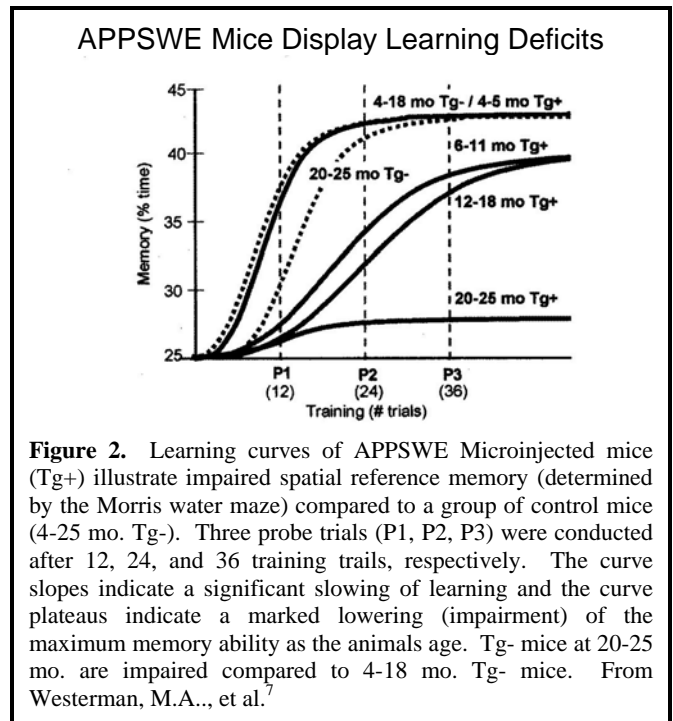 APPSWE Mice Display Learning Deficits
45
4-18 mo Tg- / 4-5 mo Tg+
6-11 mo Tg+
40
20-25 mo Tg-
12-18 mo Tg+
Memory (% time)
35
30
20-25 mo Tg+
25
P1 P2 P3
(12) (24) (36)
Training (# trials)
Figure 2. Learning curves of APPSWE Microinjected mice
(Tg+) illustrate impaired spatial reference memory (determined
by the Morris water maze) compared to a group of control mice
(4-25 mo. Tg-). Three probe trials (P1, P2, P3) were conducted
after 12, 24, and 36 training trails, respectively. The curve
slopes indicate a significant slowing of learning and the curve
plateaus indicate a marked lowering (impairment) of the
maximum memory ability as the animals age. Tg- mice at 20-25
mo. are impaired compared to 4-18 mo. Tg- mice. From
Westerman, M.A.., et al.7